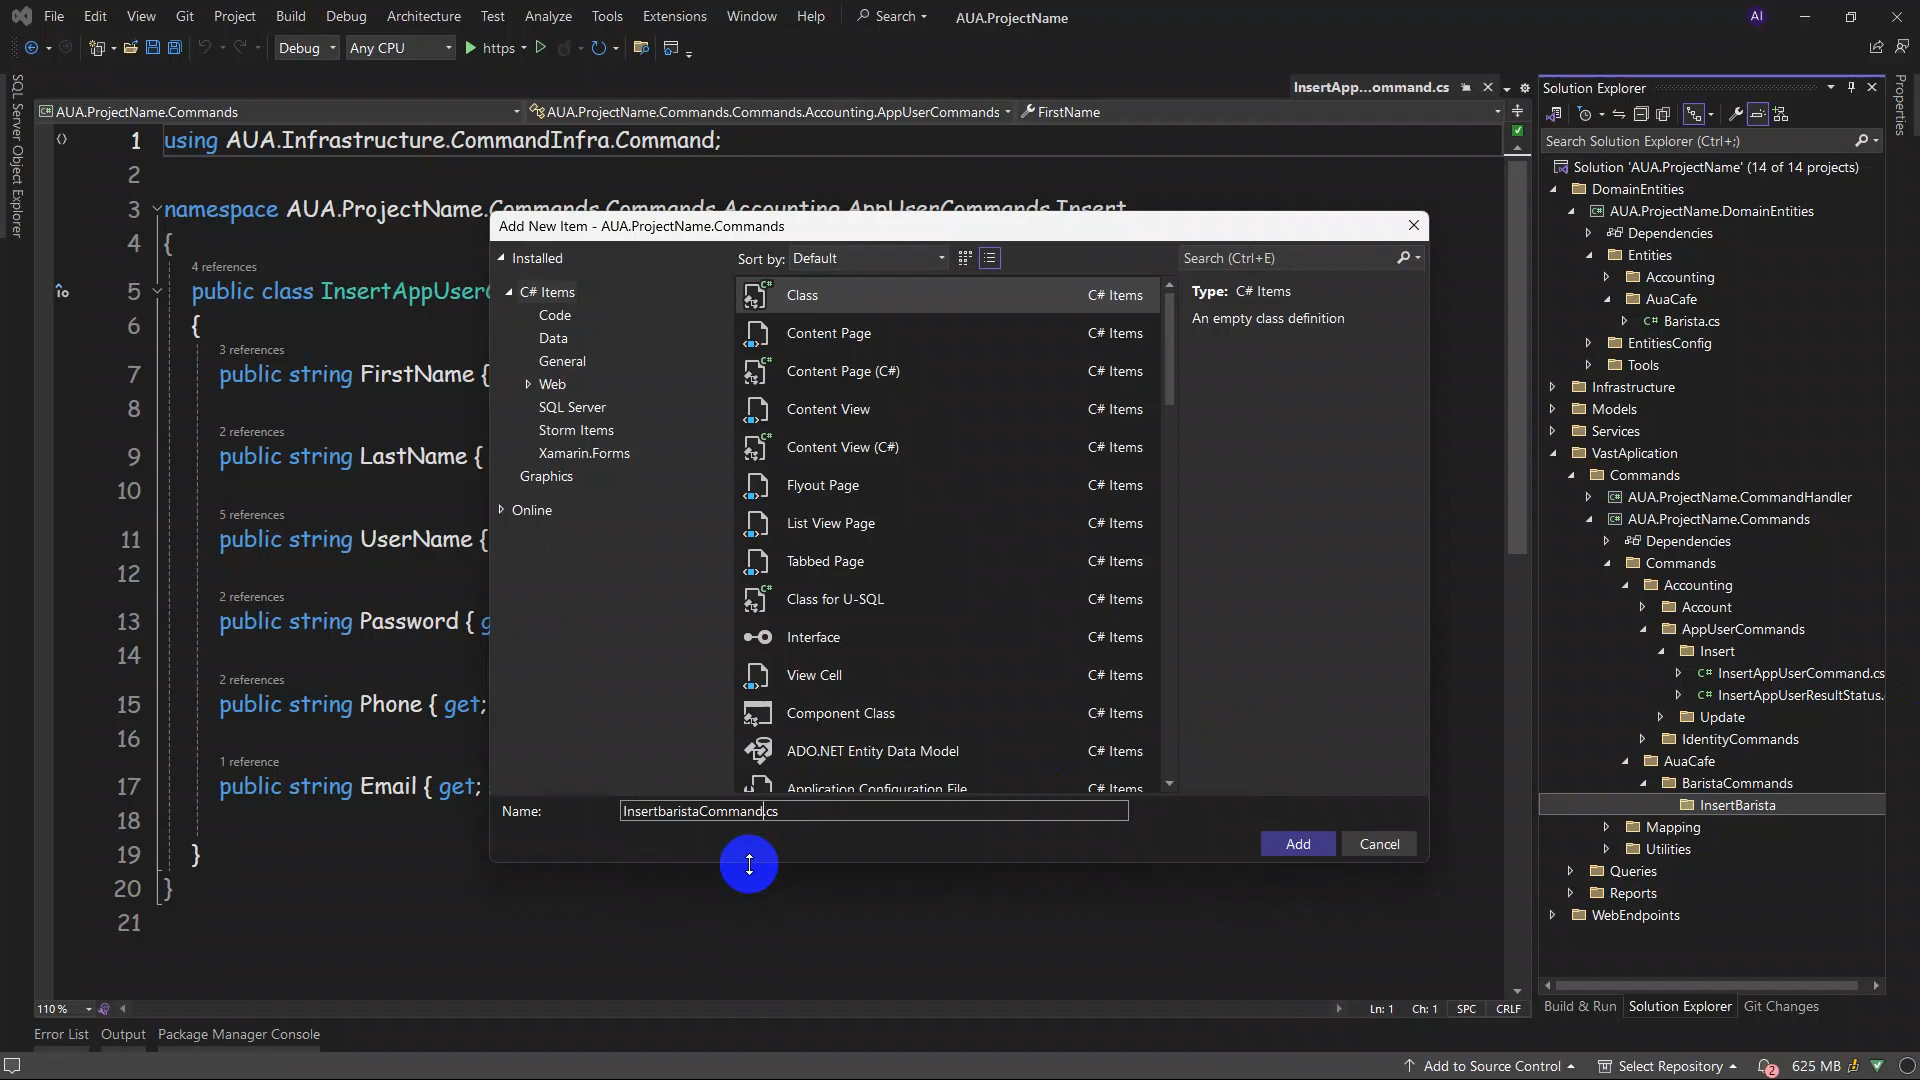 File Edit View Git Project Build Debug Architecture Test Analyze Tools Extensions Window Help Search AUA.ProjectName AI
Debug Any CPU https
SQL Server Object Explorer
InsertApp...ommand.cs
AUA.ProjectName.Commands AUA.ProjectName.Commands.Commands.Accounting.AppUserCommands FirstName
1 using AUA.Infrastructure.CommandInfra.Command;
2
3 namespace AUA.ProjectName.Commands.Commands.Accounting.AppUserCommands.Insert
4 {
4 references
5 public class InsertAppUserC
6 {
3 references
7 public string FirstName {
8
2 references
9 public string LastName {
10
5 references
11 public string UserName {
12
2 references
13 public string Password { g
14
2 references
15 public string Phone { get;
16
1 reference
17 public string Email { get;
18
19 }
20 }
21
Add New Item - AUA.ProjectName.Commands
Installed
C# Items
Code
Data
General
Web
SQL Server
Storm Items
Xamarin.Forms
Graphics
Online
Sort by: Default
Class C# Items
Content Page C# Items
Content Page (C#) C# Items
Content View C# Items
Content View (C#) C# Items
Flyout Page C# Items
List View Page C# Items
Tabbed Page C# Items
Class for U-SQL C# Items
Interface C# Items
View Cell C# Items
Component Class C# Items
ADO.NET Entity Data Model C# Items
Application Configuration File C# Items
Search (Ctrl+E)
Type: C# Items
An empty class definition
Name: InsertbaristaCommand.cs
Add Cancel
Solution Explorer
Search Solution Explorer (Ctrl+;)
Solution 'AUA.ProjectName' (14 of 14 projects)
DomainEntities
C# AUA.ProjectName.DomainEntities
Dependencies
Entities
Accounting
AuaCafe
C# Barista.cs
EntitiesConfig
Tools
Infrastructure
Models
Services
VastAplication
Commands
C# AUA.ProjectName.CommandHandler
C# AUA.ProjectName.Commands
Dependencies
Commands
Accounting
Account
AppUserCommands
Insert
C# InsertAppUserCommand.cs
C# InsertAppUserResultStatus.
Update
IdentityCommands
AuaCafe
BaristaCommands
InsertBarista
Mapping
Utilities
Queries
Reports
WebEndpoints
Build & Run Solution Explorer Git Changes
Properties
110 % Ln: 1 Ch: 1 SPC CRLF
Error List Output Package Manager Console
Add to Source Control Select Repository 2 625 MB